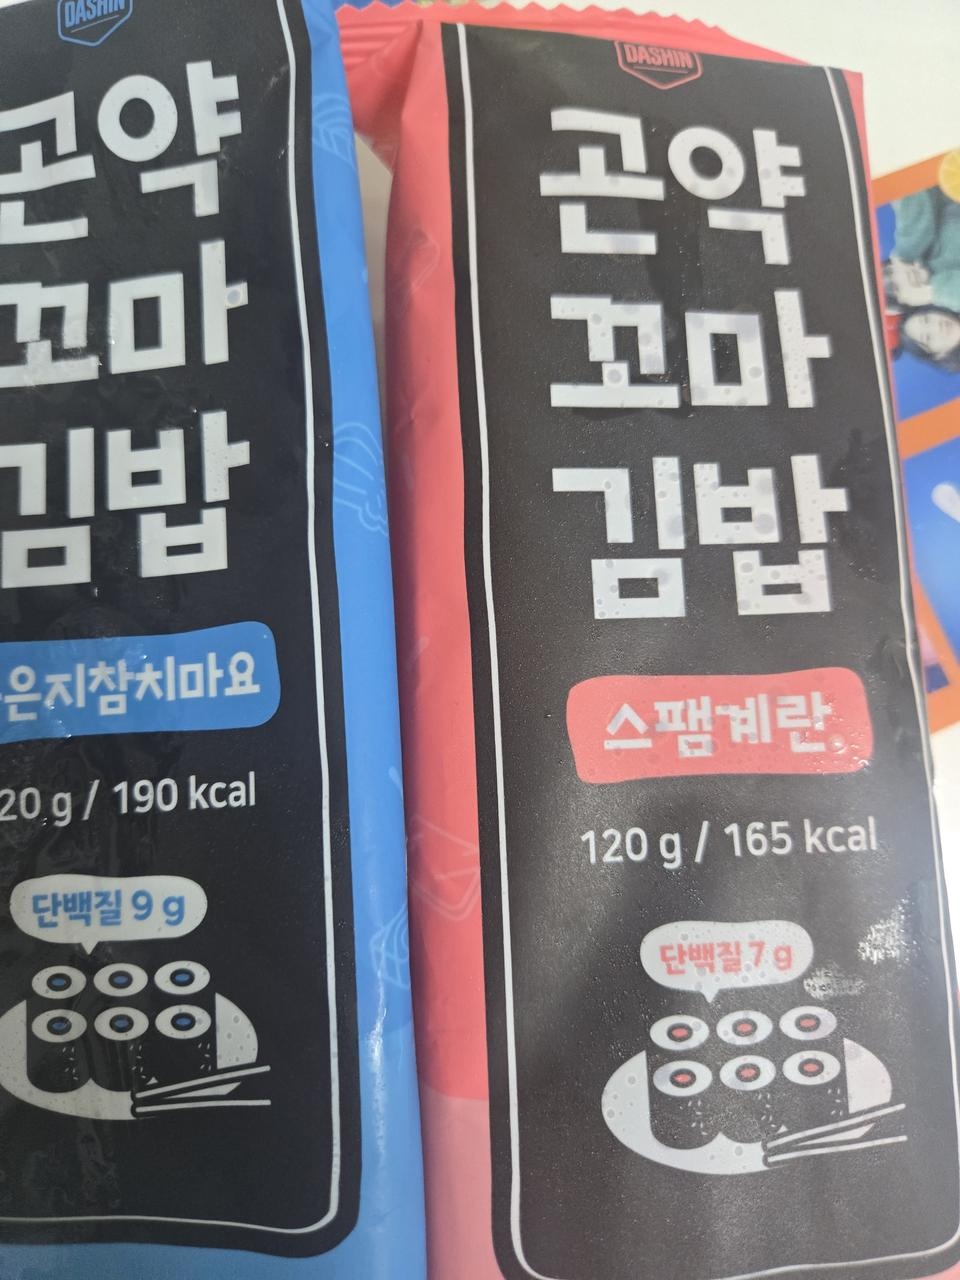 DASHIN
곤약
꼬마
김밥
은지참치마요
20 g / 190 kcal
단백질 9 g
DASHIN
곤약
꼬마
김밥
스팸계란
120 g / 165 kcal
단백질 7 g